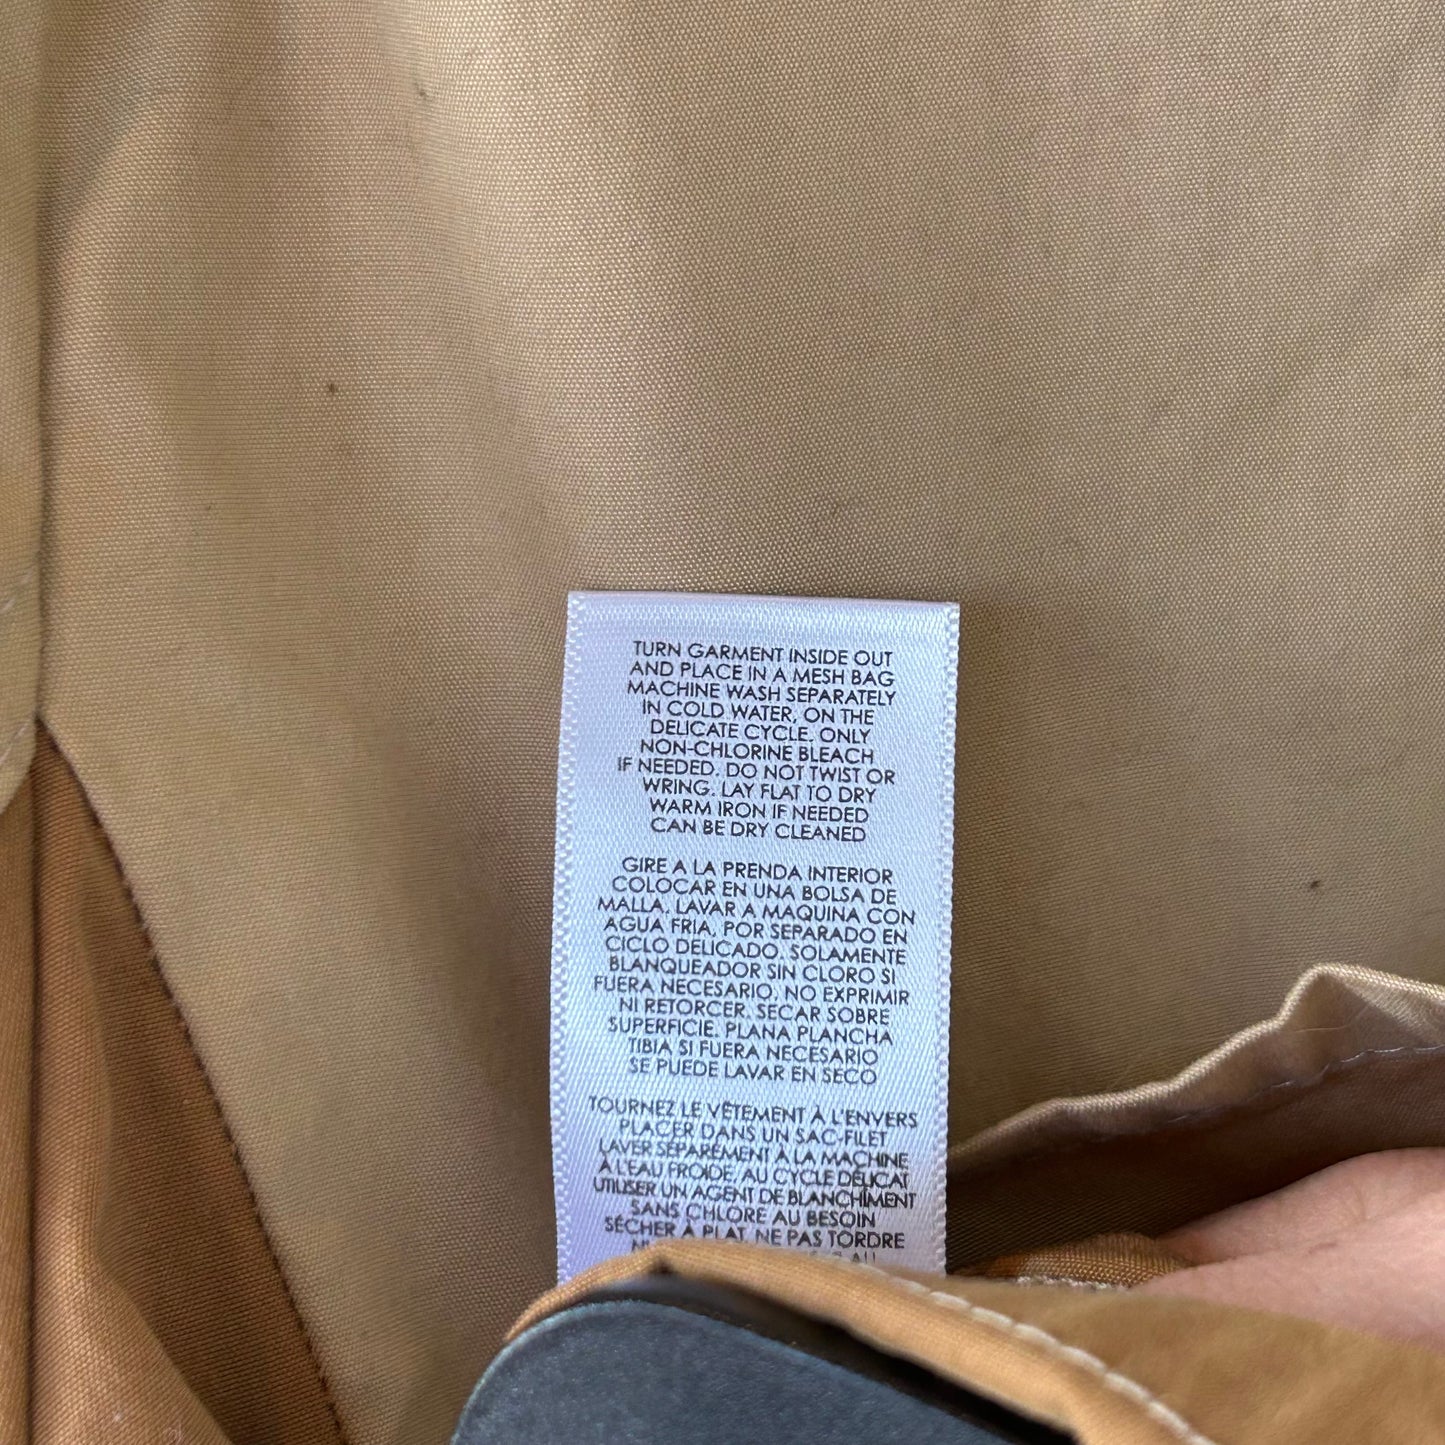 TURN GARMENT INSIDE OUT
AND PLACE IN A MESH BAG
MACHINE WASH SEPARATELY
IN COLD WATER, ON THE
DELICATE CYCLE. ONLY
NON-CHLORINE BLEACH
IF NEEDED. DO NOT TWIST OR
WRING. LAY FLAT TO DRY
WARM IRON IF NEEDED
CAN BE DRY CLEANED
GIRE A LA PRENDA INTERIOR
COLOCAR EN UNA BOLSA DE
MALLA. LAVAR A MAQUINA CON
AGUA FRIA, POR SEPARADO EN
CICLO DELICADO. SOLAMENTE
BLANQUEADOR SIN CLORO SI
FUERA NECESARIO. NO EXPRIMIR
NI RETORCER. SECAR SOBRE
SUPERFICIE. PLANA PLANCHA
TIBIA SI FUERA NECESARIO
SE PUEDE LAVAR EN SECO
TOURNEZ LE VÊTEMENT À L'ENVERS
PLACER DANS UN SAC-FILET
LAVER SÉPARÉMENT À LA MACHINE
À L'EAU FROIDE, AU CYCLE DÉLICAT
UTILISER UN AGENT DE BLANCHÎMENT
SANS CHLORE AU BESOIN
SÉCHER À PLAT, NE PAS TORDRE
AU